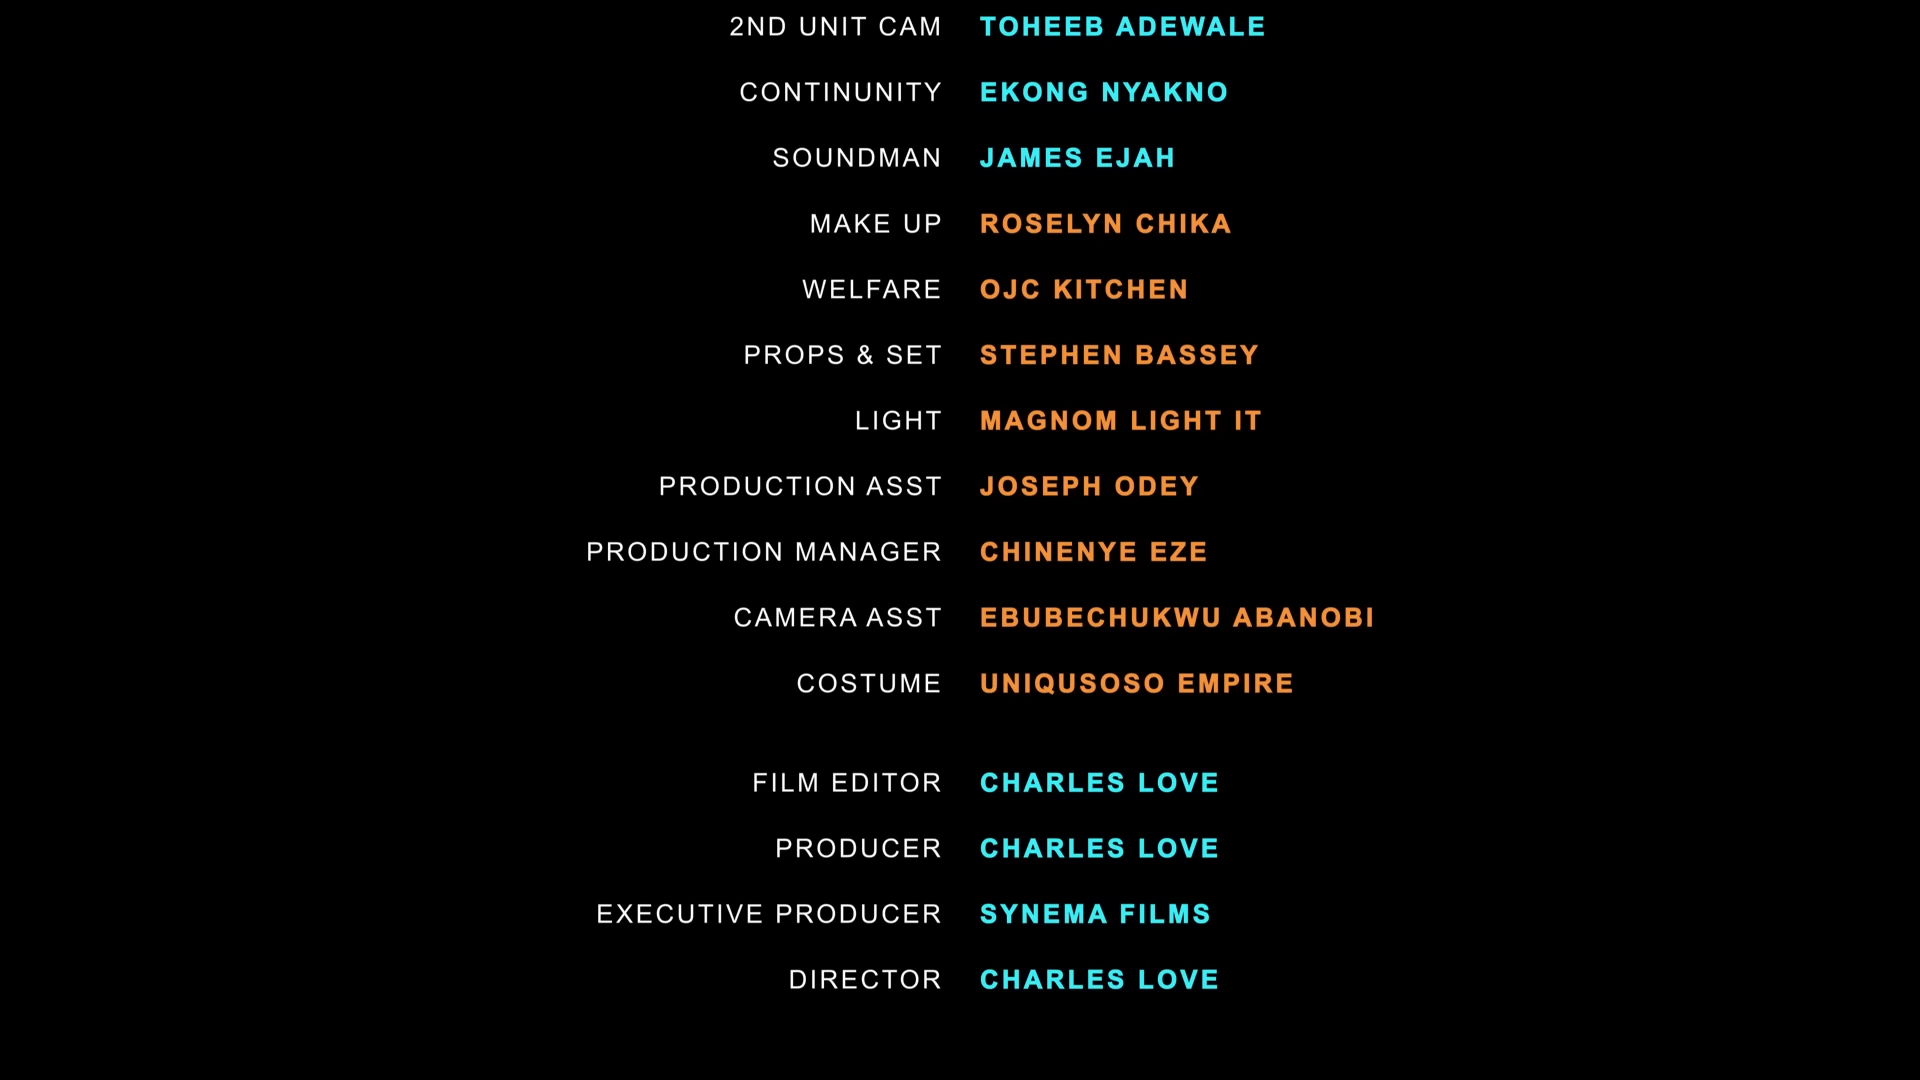 2ND UNIT CAM TOHEEB ADEWALE
CONTINUNITY EKONG NYAKNO
SOUNDMAN JAMES EJAH
MAKE UP ROSELYN CHIKA
WELFARE OJC KITCHEN
PROPS & SET STEPHEN BASSEY
LIGHT MAGNOM LIGHT IT
PRODUCTION ASST JOSEPH ODEY
PRODUCTION MANAGER CHINENYE EZE
CAMERA ASST EBUBECHUKWU ABANOBI
COSTUME UNIQUSOSO EMPIRE
FILM EDITOR CHARLES LOVE
PRODUCER CHARLES LOVE
EXECUTIVE PRODUCER SYNEMA FILMS
DIRECTOR CHARLES LOVE